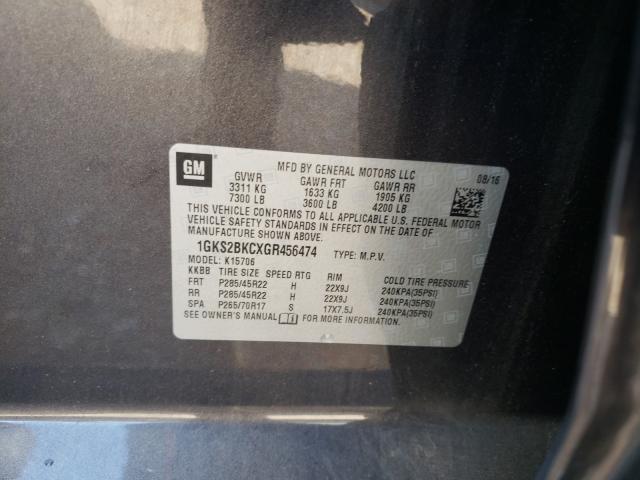 GM
MFD BY GENERAL MOTORS LLC
08/16
GVWR GAWR FRT GAWR RR
3311 KG 1633 KG 1905 KG
7300 LB 3600 LB 4200 LB
THIS VEHICLE CONFORMS TO ALL APPLICABLE U.S. FEDERAL MOTOR
VEHICLE SAFETY STANDARDS IN EFFECT ON THE DATE OF
MANUFACTURE SHOWN ABOVE.
1GKS2BKCXGR456474 TYPE: M.P.V.
MODEL: K15706
KKBB TIRE SIZE SPEED RTG RIM COLD TIRE PRESSURE
FRT P285/45R22 H 22X9J 240KPA(35PSI)
RR P285/45R22 H 22X9J 240KPA(35PSI)
SPA P265/70R17 S 17X7.5J 240KPA(35PSI)
SEE OWNER'S MANUAL FOR MORE INFORMATION.